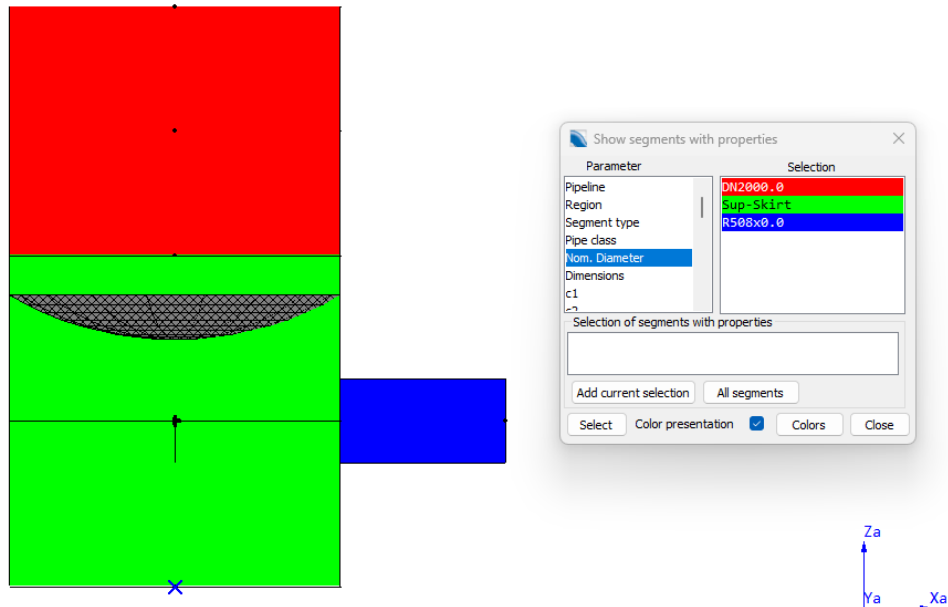 Show segments with properties
Parameter
Selection
Pipeline
Region
Segment type
Pipe class
Nom. Diameter
Dimensions
c1
DN2000.0
Sup-Skirt
R508x0.0
Selection of segments with properties
Add current selection
All segments
Select
Color presentation
Colors
Close
Za
Ya
Xa